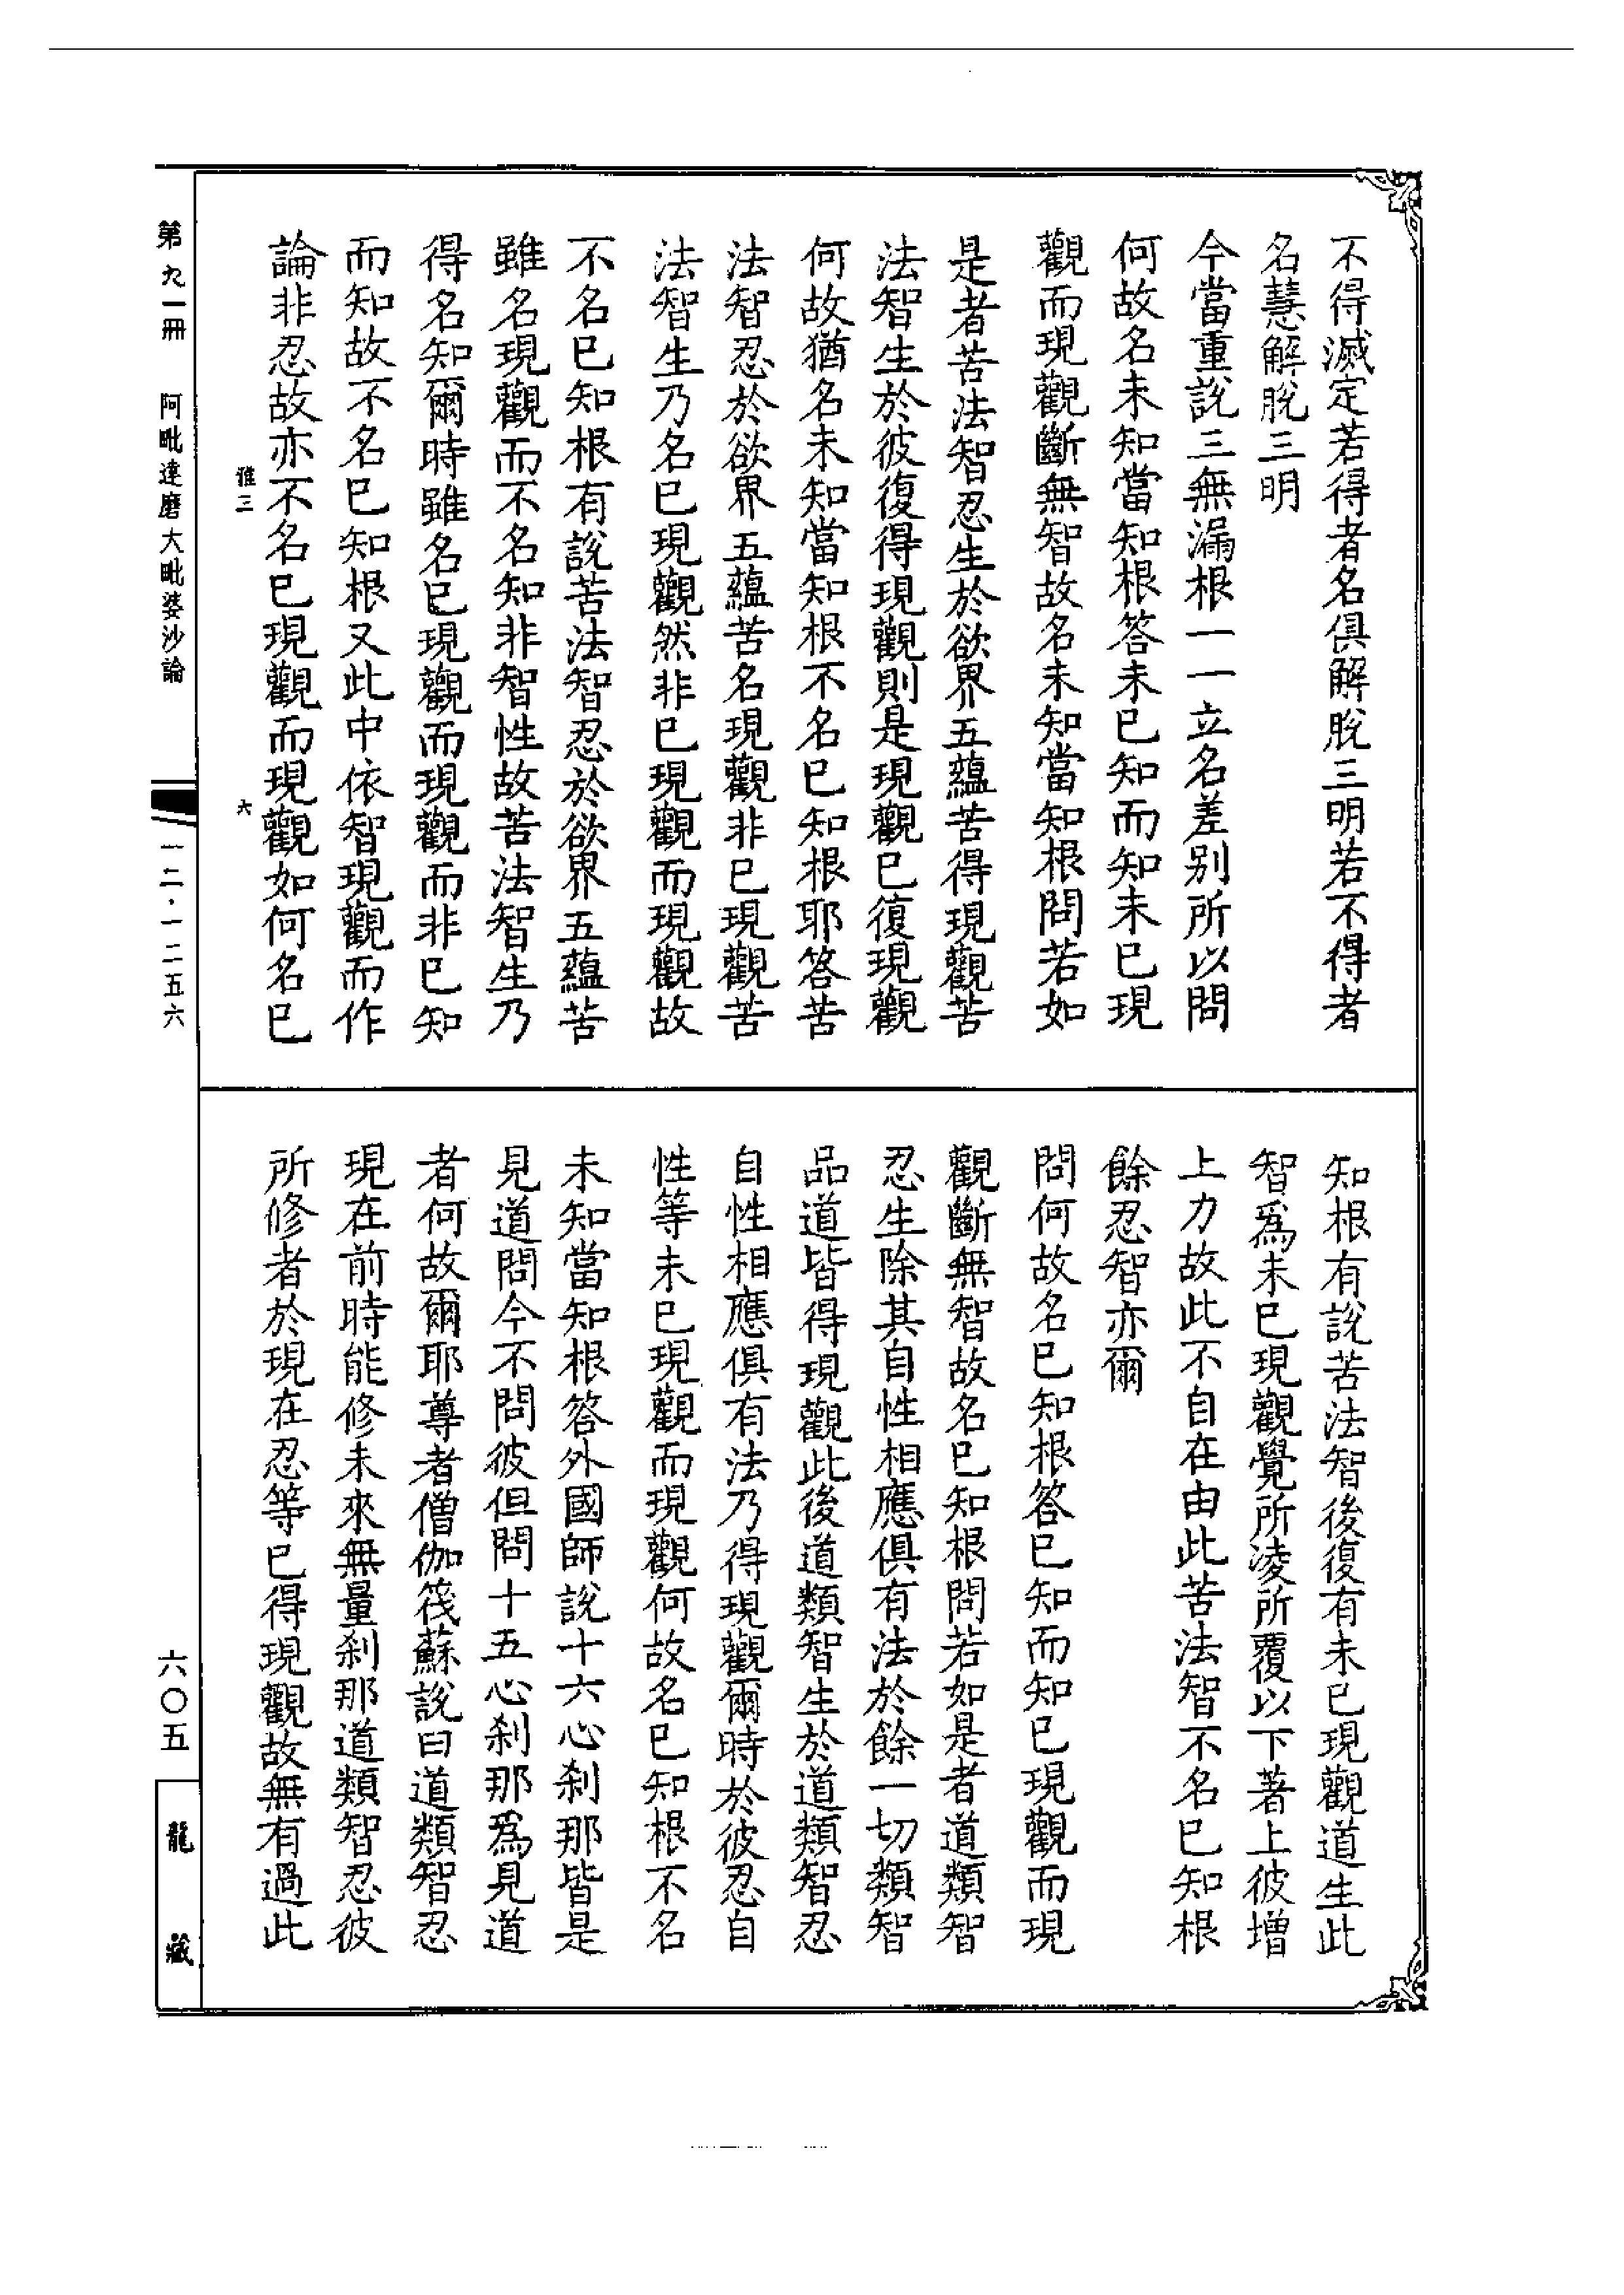 不得滅定若得者名俱解脫三明若不得者
名慧解脫三明
今當重說三無漏根一一立名差別所以問
何故名未知當知根答未已知而知未已現
觀而現觀斷無智故名未知當知根問若如
是者苦法智忍生於欲界五蘊苦得現觀苦
法智生於彼復得現觀則是現觀已復現觀
何故猶名未知當知根不名已知根耶答苦
法智忍於欲界五蘊苦名現觀非已現觀苦
法智生乃名已現觀然非已現觀而現觀故
不名已知根有說苦法智忍於欲界五蘊苦
雖名現觀而不名知非智性故苦法智生乃
得名知爾時雖名已現觀而現觀而非已知
而知故不名已知根又此中依智現觀而作
論非忍故亦不名已現觀而現觀如何名已
知根有說苦法智後復有未已現觀道生此
智為未已現觀覺所淩所覆以下著上彼增
上力故此不自在由此苦法智不名已知根
餘忍智亦爾
問何故名已知根答已知而知已現觀而現
觀斷無智故名已知根問若如是者道類智
忍生除其自性相應俱有法於餘一切類智
品道皆得現觀此後道類智生於道類智忍
自性相應俱有法乃得現觀爾時於彼忍自
性等未已現觀而現觀何故名已知根不名
未知當知根答外國師說十六心剎那皆是
見道問今不問彼但問十五心剎那為見道
者何故爾耶尊者僧伽筏蘇說曰道類智忍
現在前時能修未來無量剎那道類智忍彼
所修者於現在忍等已得現觀故無有過此
雅三
六
第九一冊
阿毗達磨大毗婆沙論
一二·一二五六
六〇五
龍藏